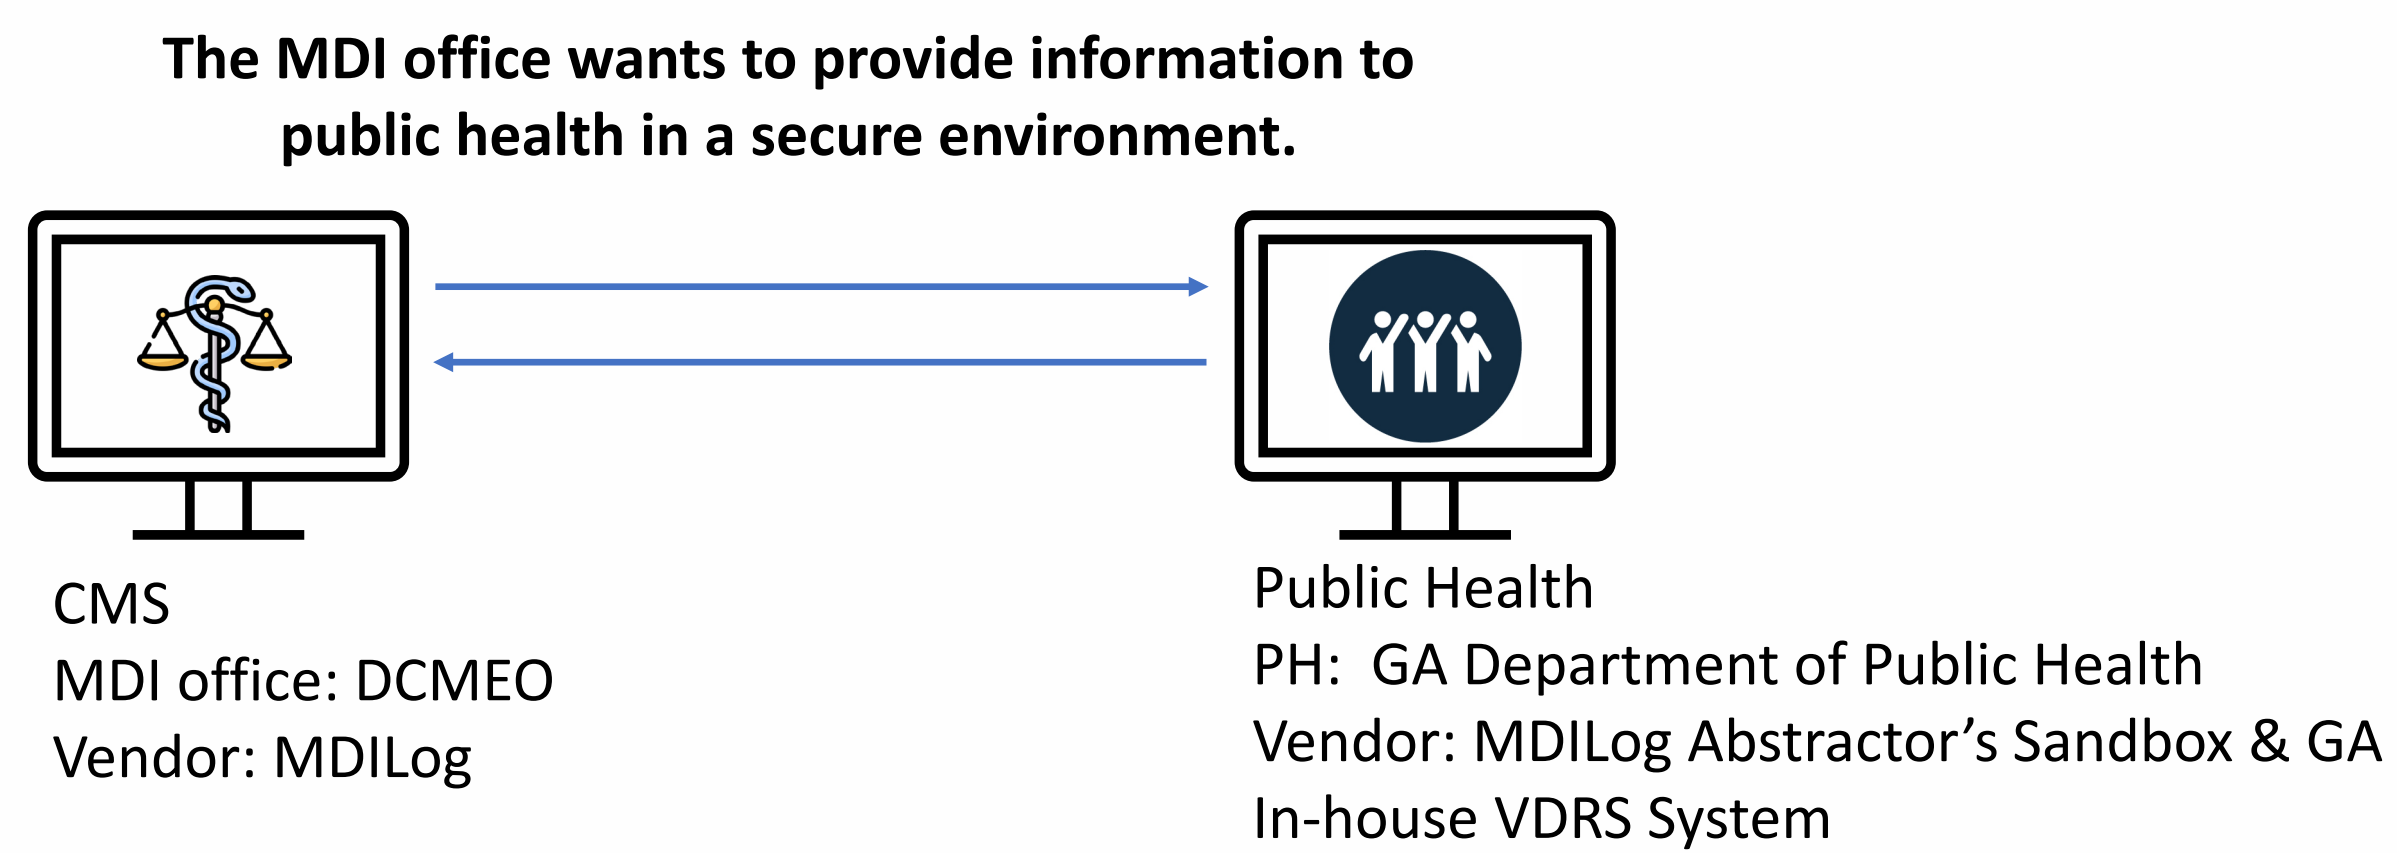 The MDI office wants to provide information to
public health in a secure environment.
CMS
MDI office: DCMEO
Vendor: MDILog
Public Health
PH:  GA Department of Public Health
Vendor: MDILog Abstractor’s Sandbox & GA
In-house VDRS System